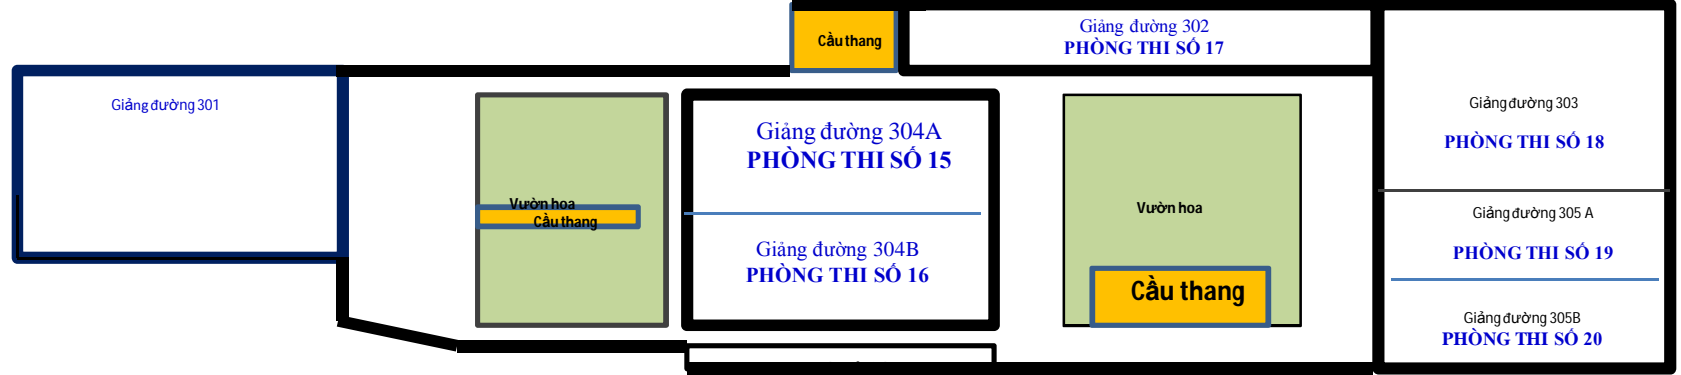 Cầu thang
Giảng đường 302
PHÒNG THI SỐ 17
Giảng đường 301
Giảng đường 303
PHÒNG THI SỐ 18
Giảng đường 304A
PHÒNG THI SỐ 15
Vườn hoa
Cầu thang
Vườn hoa
Giảng đường 305 A
PHÒNG THI SỐ 19
Giảng đường 304B
PHÒNG THI SỐ 16
Cầu thang
Giảng đường 305B
PHÒNG THI SỐ 20